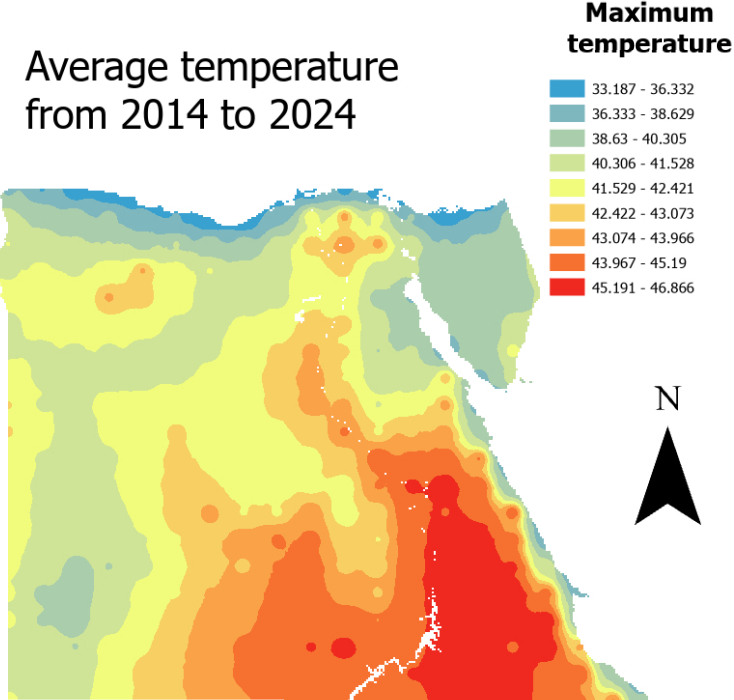 Maximum
temperature
Average temperature
from 2014 to 2024
33.187 - 36.332
36.333 - 38.629
38.63 - 40.305
40.306 - 41.528
41.529 - 42.421
42.422 - 43.073
43.074 - 43.966
43.967 - 45.19
45.191 - 46.866
N